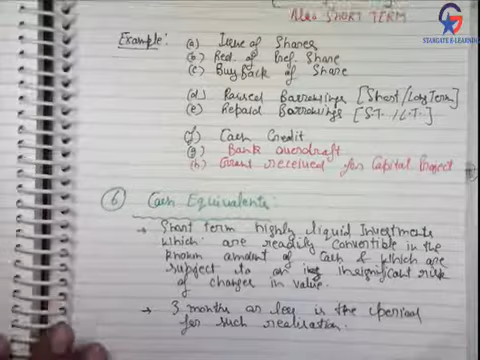 Also SHORT TERM
STARGATE E-LEARNING
Example:
(a) Issue of Shares
(b) Red. of Pref. Share
(c) Buy Back of Share
(d) Raised Borrowings [Short/Long Term]
(e) Repaid Borrowings [S.T. / L.T.]
(f) Cash Credit
(g) Bank overdraft
(h) Grant received for Capital Project
6 Cash Equivalents:
→ Short term highly liquid Investments
which are readily convertible in the
known amount of Cash & which are
subject to an insignificant risk
of changes in value.
→ 3 months or less is the period
for such realisation.